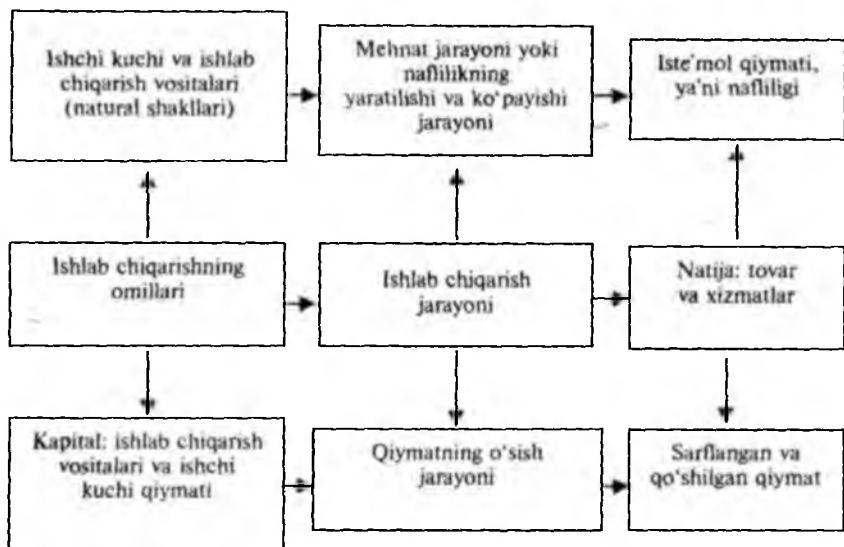 Ishchi kuchi va ishlab
chiqarish vositalari
(natural shakllari)
Mehnat jarayoni yoki
naflilikning
yaratilishi va ko‘payishi
jarayoni
Iste'mol qiymati,
ya'ni nafliligi
Ishlab chiqarishning
omillari
Ishlab chiqarish
jarayoni
Natija: tovar
va xizmatlar
Kapital: ishlab chiqarish
vositalari va ishchi
kuchi qiymati
Qiymatning o‘sish
jarayoni
Sarflangan va
qo‘shilgan qiymat